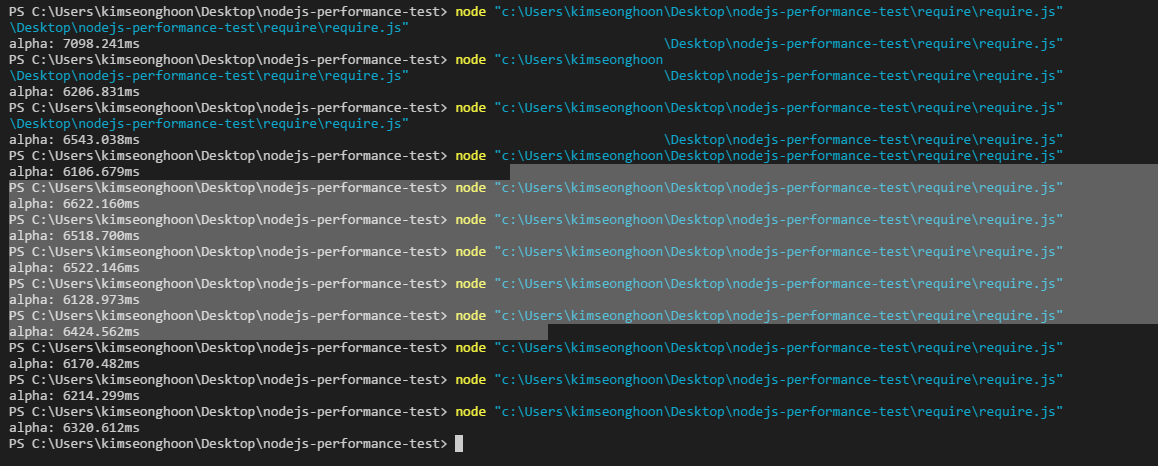 PS C:\Users\kimseonghoon\Desktop\nodejs-performance-test> node "c:\Users\kimseonghoon\Desktop\nodejs-performance-test\require\require.js"
\Desktop\nodejs-performance-test\require\require.js"
alpha: 7098.241ms \Desktop\nodejs-performance-test\require\require.js"
PS C:\Users\kimseonghoon\Desktop\nodejs-performance-test> node "c:\Users\kimseonghoon
\Desktop\nodejs-performance-test\require\require.js" \Desktop\nodejs-performance-test\require\require.js"
alpha: 6206.831ms
PS C:\Users\kimseonghoon\Desktop\nodejs-performance-test> node "c:\Users\kimseonghoon\Desktop\nodejs-performance-test\require\require.js"
\Desktop\nodejs-performance-test\require\require.js"
alpha: 6543.038ms \Desktop\nodejs-performance-test\require\require.js"
PS C:\Users\kimseonghoon\Desktop\nodejs-performance-test> node "c:\Users\kimseonghoon\Desktop\nodejs-performance-test\require\require.js"
alpha: 6106.679ms
PS C:\Users\kimseonghoon\Desktop\nodejs-performance-test> node "c:\Users\kimseonghoon\Desktop\nodejs-performance-test\require\require.js"
alpha: 6622.160ms
PS C:\Users\kimseonghoon\Desktop\nodejs-performance-test> node "c:\Users\kimseonghoon\Desktop\nodejs-performance-test\require\require.js"
alpha: 6518.700ms
PS C:\Users\kimseonghoon\Desktop\nodejs-performance-test> node "c:\Users\kimseonghoon\Desktop\nodejs-performance-test\require\require.js"
alpha: 6522.146ms
PS C:\Users\kimseonghoon\Desktop\nodejs-performance-test> node "c:\Users\kimseonghoon\Desktop\nodejs-performance-test\require\require.js"
alpha: 6128.973ms
PS C:\Users\kimseonghoon\Desktop\nodejs-performance-test> node "c:\Users\kimseonghoon\Desktop\nodejs-performance-test\require\require.js"
alpha: 6424.562ms
PS C:\Users\kimseonghoon\Desktop\nodejs-performance-test> node "c:\Users\kimseonghoon\Desktop\nodejs-performance-test\require\require.js"
alpha: 6170.482ms
PS C:\Users\kimseonghoon\Desktop\nodejs-performance-test> node "c:\Users\kimseonghoon\Desktop\nodejs-performance-test\require\require.js"
alpha: 6214.299ms
PS C:\Users\kimseonghoon\Desktop\nodejs-performance-test> node "c:\Users\kimseonghoon\Desktop\nodejs-performance-test\require\require.js"
alpha: 6320.612ms
PS C:\Users\kimseonghoon\Desktop\nodejs-performance-test>